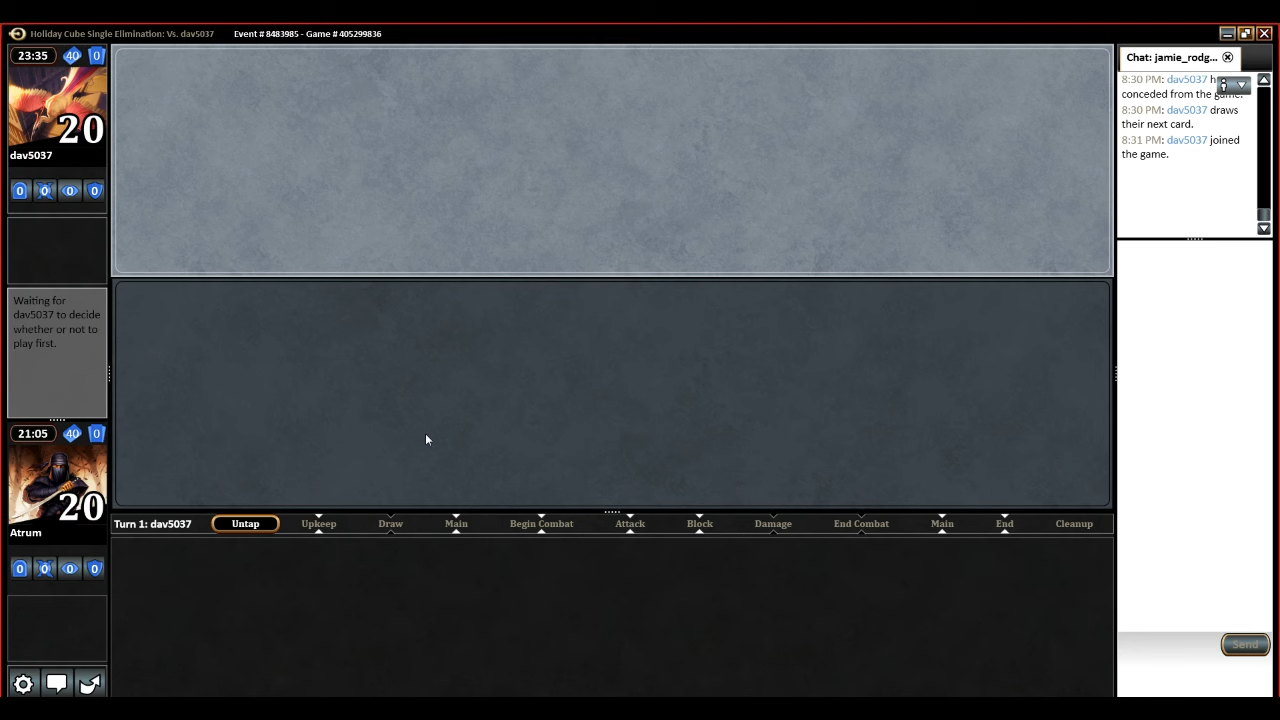 Holiday Cube Single Elimination: Vs. dav5037 Event # 8483985 - Game # 405299836
23:35 40 0
20
dav5037
0 0 0 0
Waiting for
dav5037 to decide
whether or not to
play first.
21:05 40 0
20
Atrum
0 0 0 0
Turn 1: dav5037 Untap Upkeep Draw Main Begin Combat Attack Block Damage End Combat Main End Cleanup
Chat: jamie_rodg...
8:30 PM: dav5037 h
conceded from the game.
8:30 PM: dav5037 draws
their next card.
8:31 PM: dav5037 joined
the game.
Send